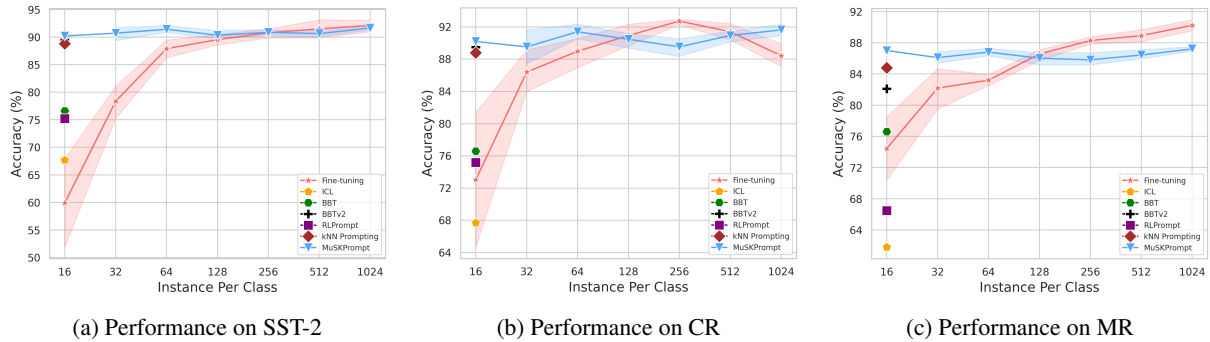 95
90
85
80
75
70
65
60
55
50
Accuracy (%)
16 32 64 128 256 512 1024
Instance Per Class
Fine-tuning
ICL
BBT
BBTv2
RLPrompt
kNN Prompting
MuSKPrompt
(a) Performance on SST-2
92
88
84
80
76
72
68
64
Accuracy (%)
16 32 64 128 256 512 1024
Instance Per Class
Fine-tuning
ICL
BBT
BBTv2
RLPrompt
kNN Prompting
MuSKPrompt
(b) Performance on CR
92
88
84
80
76
72
68
64
Accuracy (%)
16 32 64 128 256 512 1024
Instance Per Class
Fine-tuning
ICL
BBT
BBTv2
RLPrompt
kNN Prompting
MuSKPrompt
(c) Performance on MR